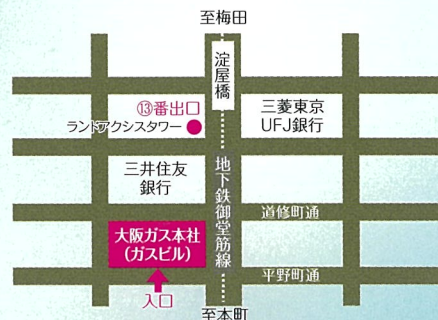 至梅田
淀屋橋
⑬番出口
ランドアクシスタワー
三菱東京
UFJ銀行
三井住友
銀行
地下鉄御堂筋線
道修町通
大阪ガス本社
(ガスビル)
平野町通
入口
至本町